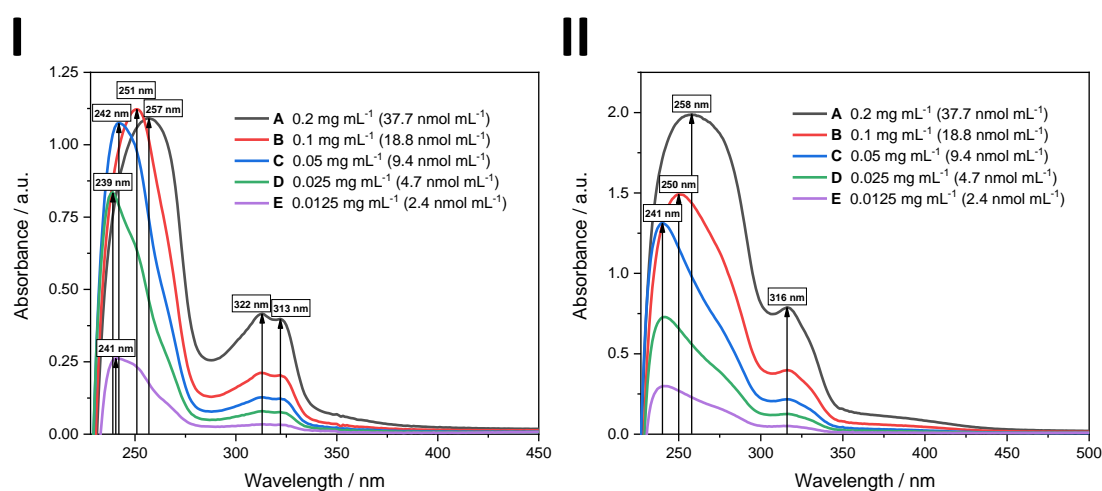 I
1.25
1.00
0.75
0.50
0.25
0.00
Absorbance / a.u.
251 nm
242 nm
257 nm
239 nm
241 nm
322 nm
313 nm
A 0.2 mg mL⁻¹ (37.7 nmol mL⁻¹)
B 0.1 mg mL⁻¹ (18.8 nmol mL⁻¹)
C 0.05 mg mL⁻¹ (9.4 nmol mL⁻¹)
D 0.025 mg mL⁻¹ (4.7 nmol mL⁻¹)
E 0.0125 mg mL⁻¹ (2.4 nmol mL⁻¹)
250 300 350 400 450
Wavelength / nm
II
2.0
1.5
1.0
0.5
0.0
Absorbance / a.u.
258 nm
250 nm
241 nm
316 nm
A 0.2 mg mL⁻¹ (37.7 nmol mL⁻¹)
B 0.1 mg mL⁻¹ (18.8 nmol mL⁻¹)
C 0.05 mg mL⁻¹ (9.4 nmol mL⁻¹)
D 0.025 mg mL⁻¹ (4.7 nmol mL⁻¹)
E 0.0125 mg mL⁻¹ (2.4 nmol mL⁻¹)
250 300 350 400 450 500
Wavelength / nm